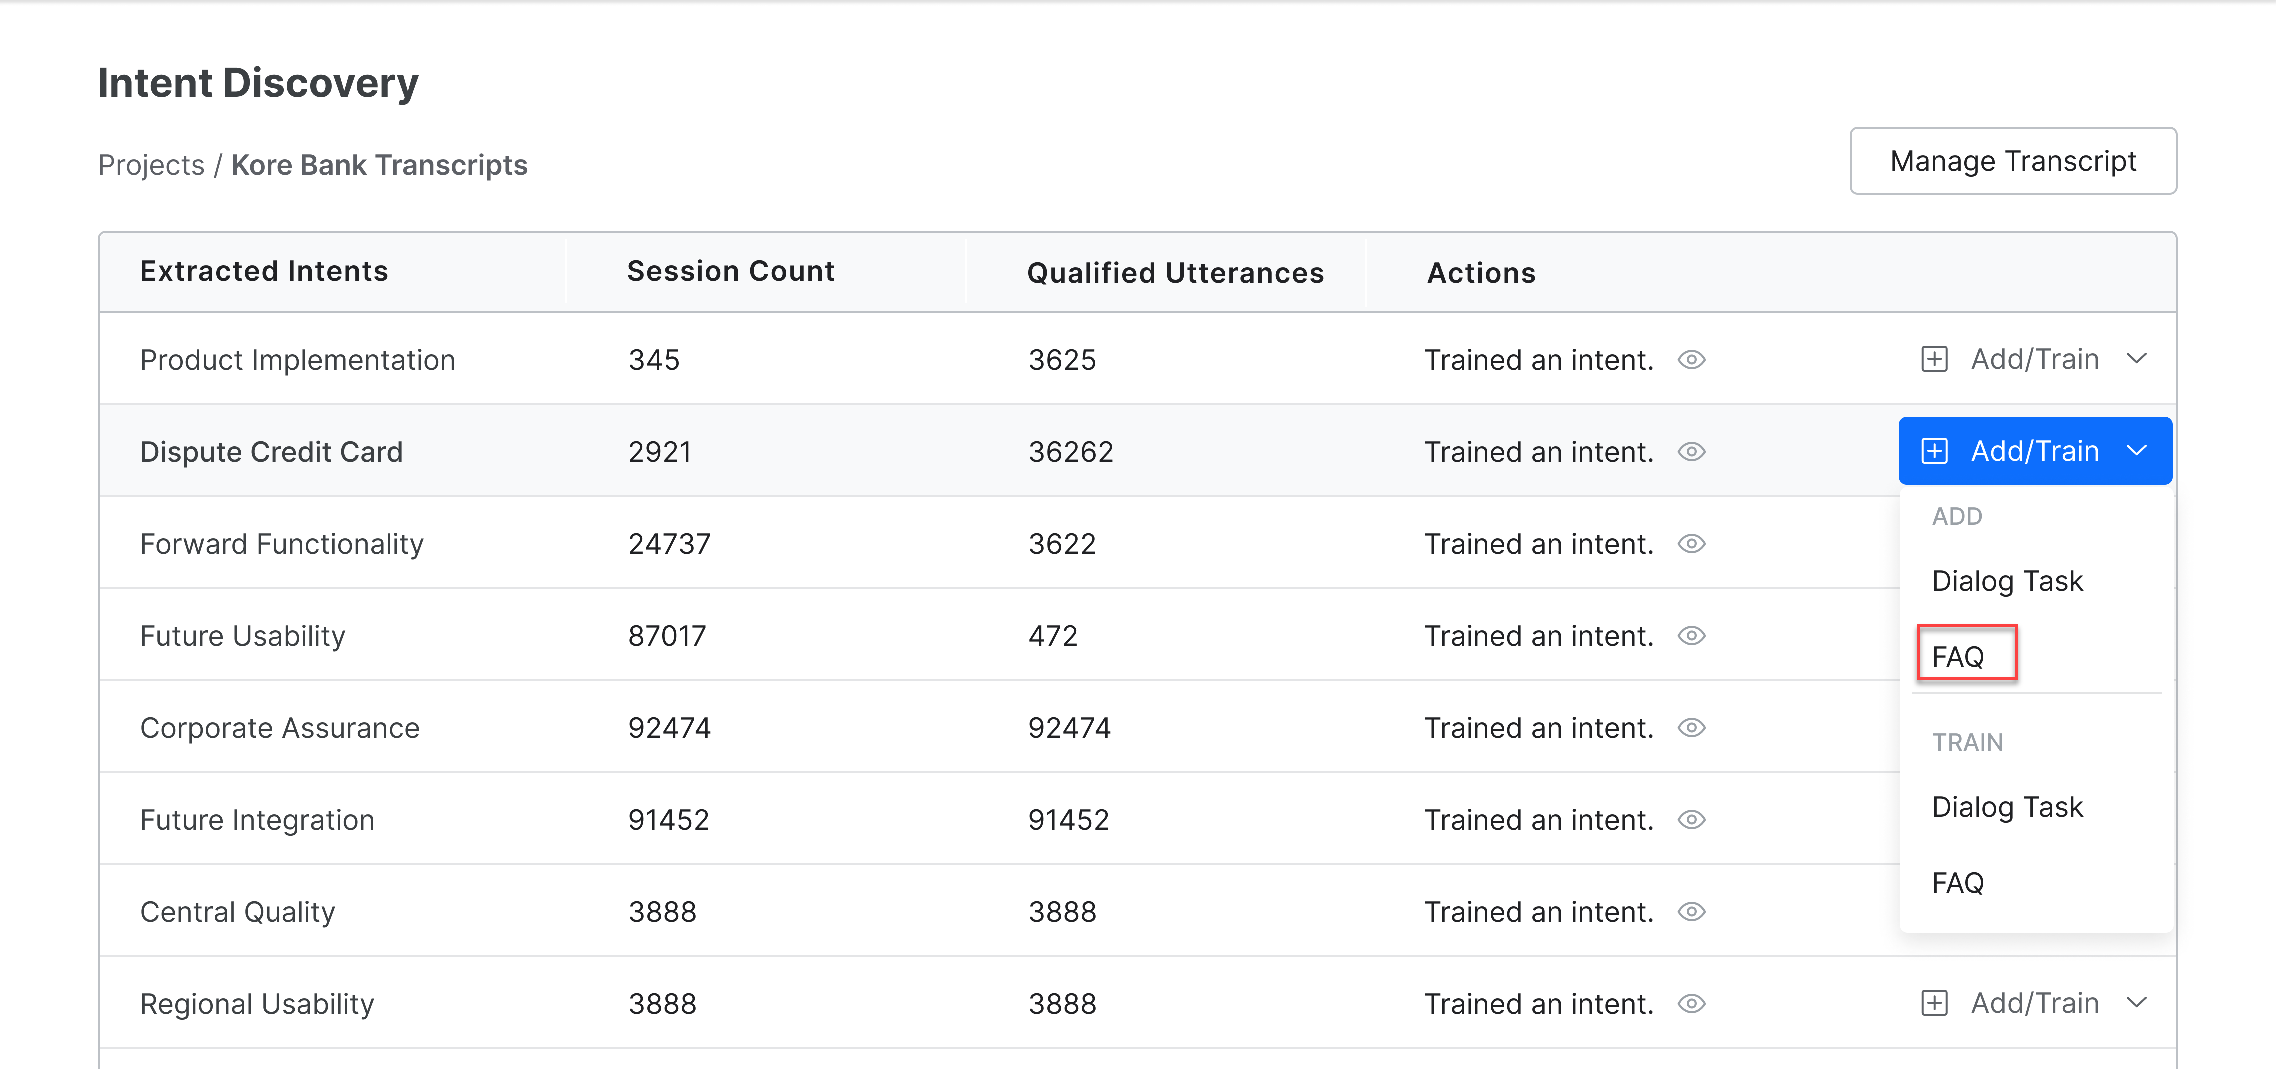 Intent Discovery
Projects / Kore Bank Transcripts
Manage Transcript
Extracted Intents Session Count Qualified Utterances Actions
Product Implementation 345 3625 Trained an intent. Add/Train
Dispute Credit Card 2921 36262 Trained an intent. Add/Train
ADD
Forward Functionality 24737 3622 Trained an intent.
Dialog Task
Future Usability 87017 472 Trained an intent.
FAQ
Corporate Assurance 92474 92474 Trained an intent.
TRAIN
Dialog Task
Future Integration 91452 91452 Trained an intent.
FAQ
Central Quality 3888 3888 Trained an intent.
Regional Usability 3888 3888 Trained an intent. Add/Train